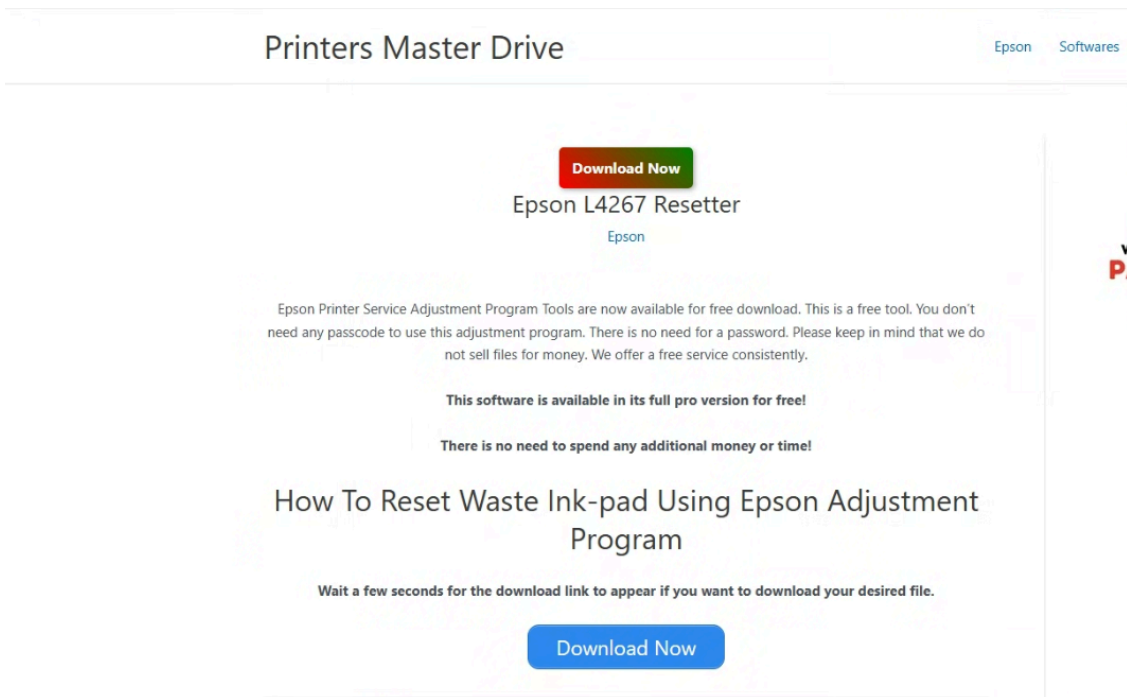 Printers Master Drive
Epson Softwares
Download Now
Epson L4267 Resetter
Epson
Epson Printer Service Adjustment Program Tools are now available for free download. This is a free tool. You don't
need any passcode to use this adjustment program. There is no need for a password. Please keep in mind that we do
not sell files for money. We offer a free service consistently.
This software is available in its full pro version for free!
There is no need to spend any additional money or time!
How To Reset Waste Ink-pad Using Epson Adjustment
Program
Wait a few seconds for the download link to appear if you want to download your desired file.
Download Now